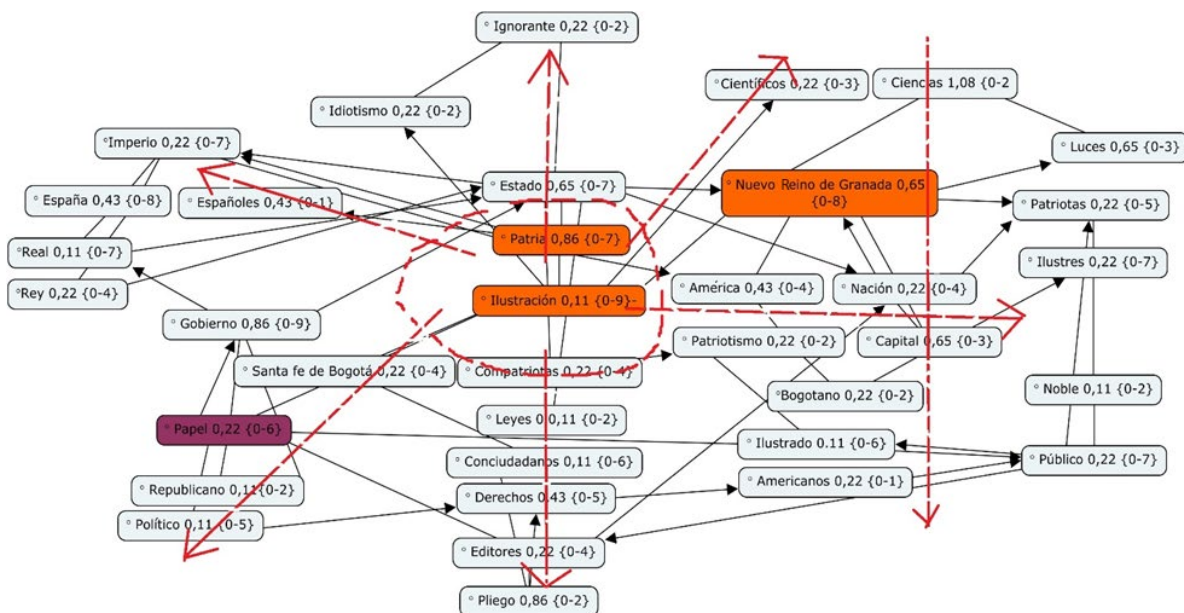 ° Ignorante 0,22 {0-2}
° Científicos 0,22 {0-3}
° Ciencias 1,08 {0-2
° Idiotismo 0,22 {0-2}
°Imperio 0,22 {0-7}
° Luces 0,65 {0-3}
° Estado 0,65 {0-7}
° Nuevo Reino de Granada 0,65
{0-8}
° España 0,43 {0-8}
° Españoles 0,43 {0-1}
° Patriotas 0,22 {0-5}
° Patria 0,86 {0-7}
°Real 0,11 {0-7}
° Ilustres 0,22 {0-7}
°Rey 0,22 {0-4}
° Ilustración 0,11 {0-9}-
° América 0,43 {0-4}
° Nación 0,22 {0-4}
° Gobierno 0,86 {0-9}
° Patriotismo 0,22 {0-2}
° Capital 0,65 {0-3}
° Santa fe de Bogotá 0,22 {0-4}
° Compatriotas 0,22 {0-4}
° Bogotano 0,22 {0-2}
° Noble 0,11 {0-2}
° Leyes 0,0,11 {0-2}
° Papel 0,22 {0-6}
° Ilustrado 0.11 {0-6}
° Conciudadanos 0,11 {0-6}
° Público 0,22 {0-7}
° Republicano 0,11{0-2}
° Derechos 0,43 {0-5}
° Americanos 0,22 {0-1}
° Político 0,11 {0-5}
° Editores 0,22 {0-4}
° Pliego 0,86 {0-2}